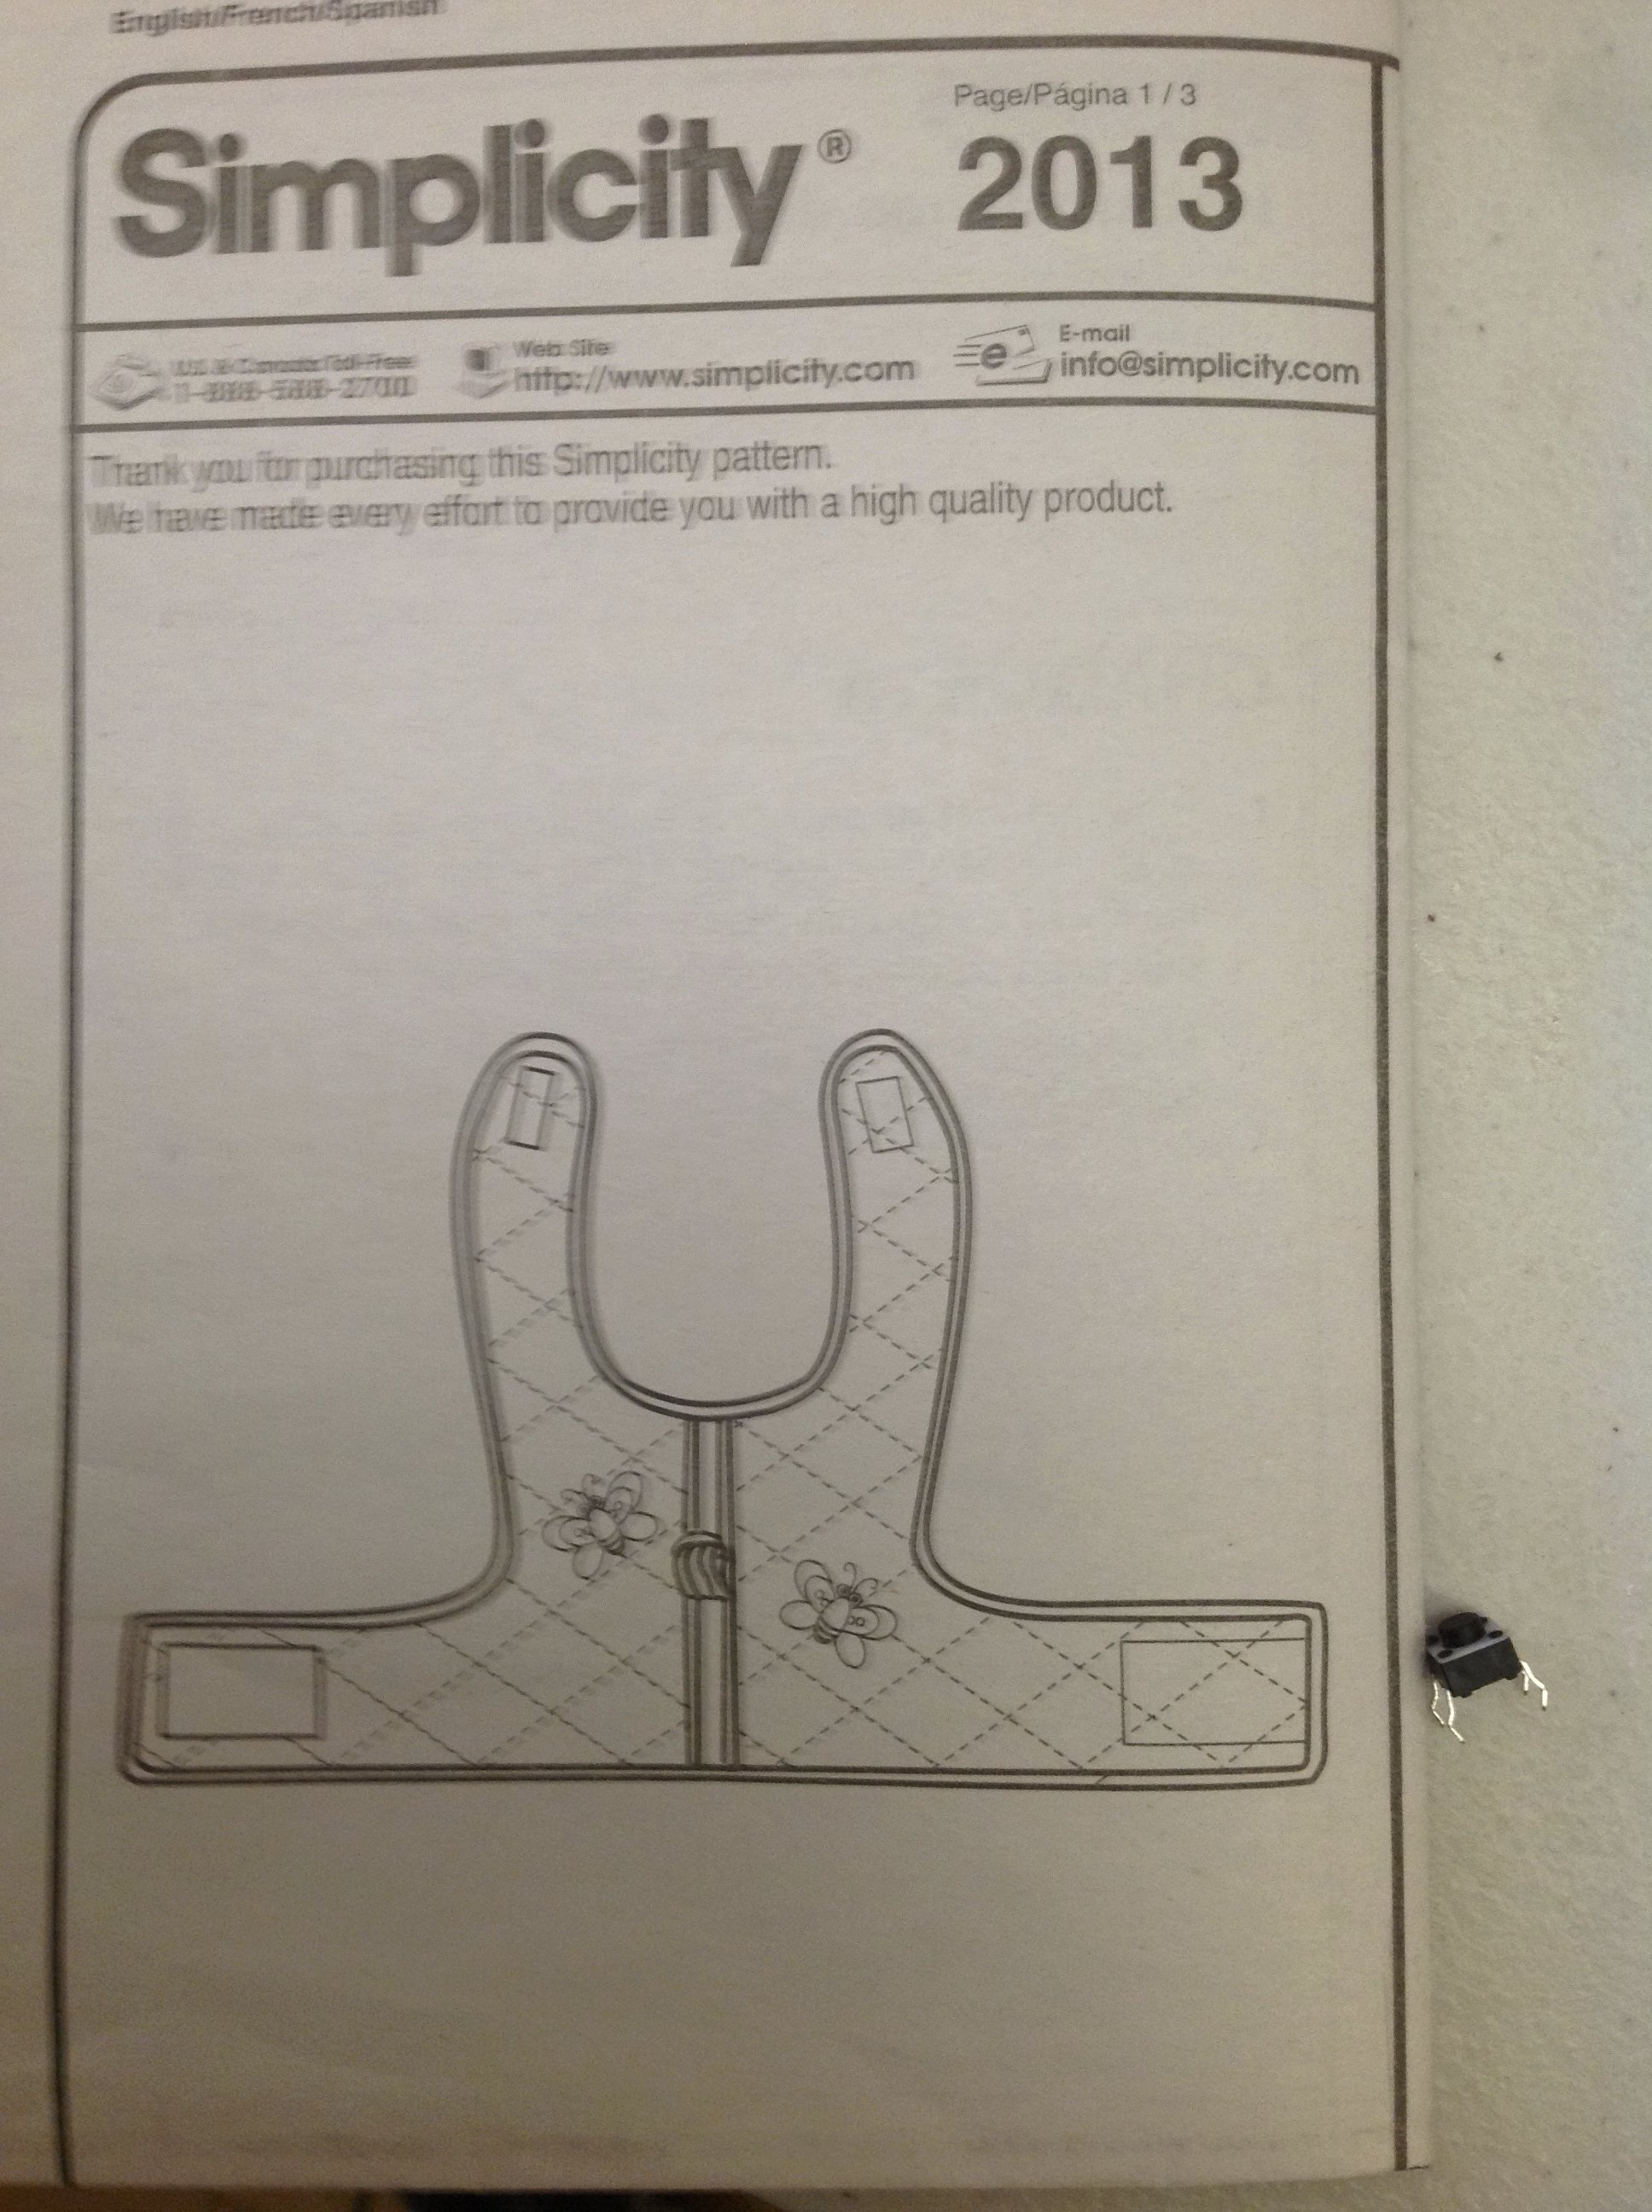 English/French/Spanish
Simplicity®
Page/Página 1 / 3
2013
U.S. & Canada Toll-Free
1-888-588-2700
Web Site
http://www.simplicity.com
E-mail
info@simplicity.com
Thank you for purchasing this Simplicity pattern.
We have made every effort to provide you with a high quality product.